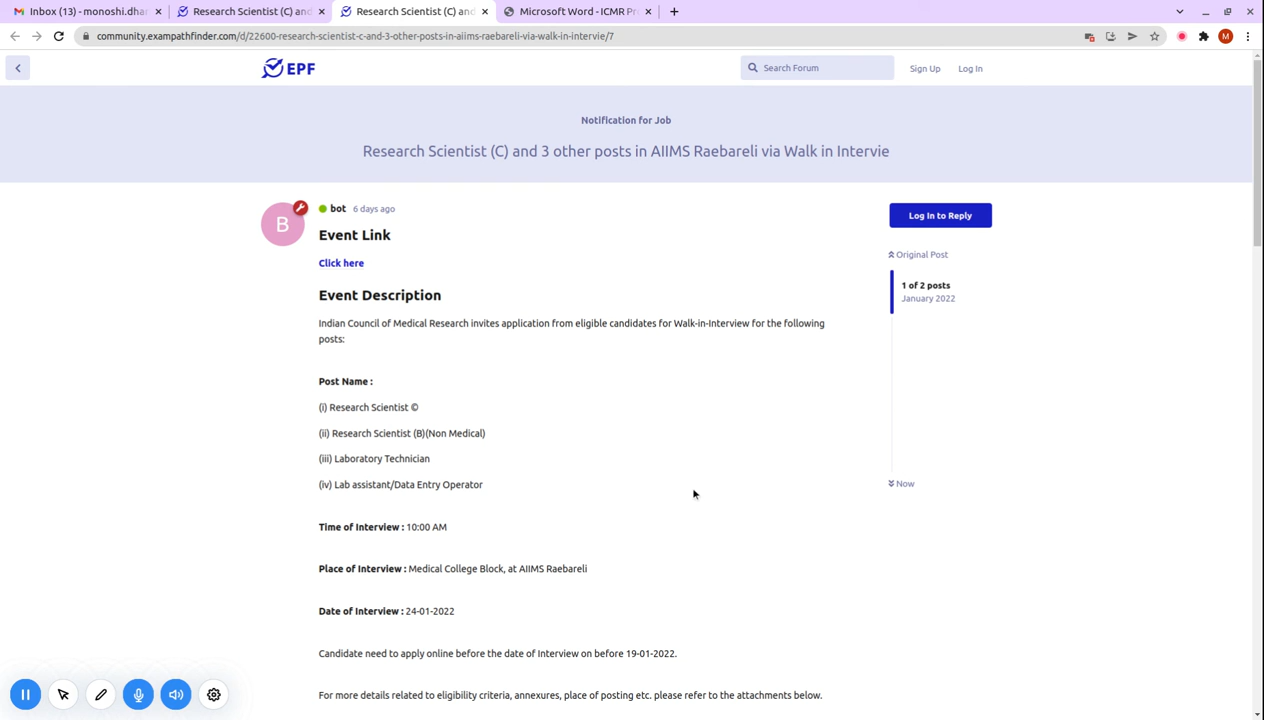 Inbox (13) - monoshi.dhar
Research Scientist (C) and
Research Scientist (C) and
Microsoft Word - ICMR Pr
community.exampathfinder.com/d/22600-research-scientist-c-and-3-other-posts-in-aiims-raebareli-via-walk-in-intervie/7
M
EPF
Search Forum
Sign Up
Log In
Notification for Job
Research Scientist (C) and 3 other posts in AIIMS Raebareli via Walk in Intervie
B
bot 6 days ago
Log In to Reply
Event Link
Original Post
Click here
1 of 2 posts
January 2022
Event Description
Indian Council of Medical Research invites application from eligible candidates for Walk-in-Interview for the following
posts:
Post Name :
(i) Research Scientist ©
(ii) Research Scientist (B)(Non Medical)
(iii) Laboratory Technician
(iv) Lab assistant/Data Entry Operator
Now
Time of Interview : 10:00 AM
Place of Interview : Medical College Block, at AIIMS Raebareli
Date of Interview : 24-01-2022
Candidate need to apply online before the date of Interview on before 19-01-2022.
For more details related to eligibility criteria, annexures, place of posting etc. please refer to the attachments below.